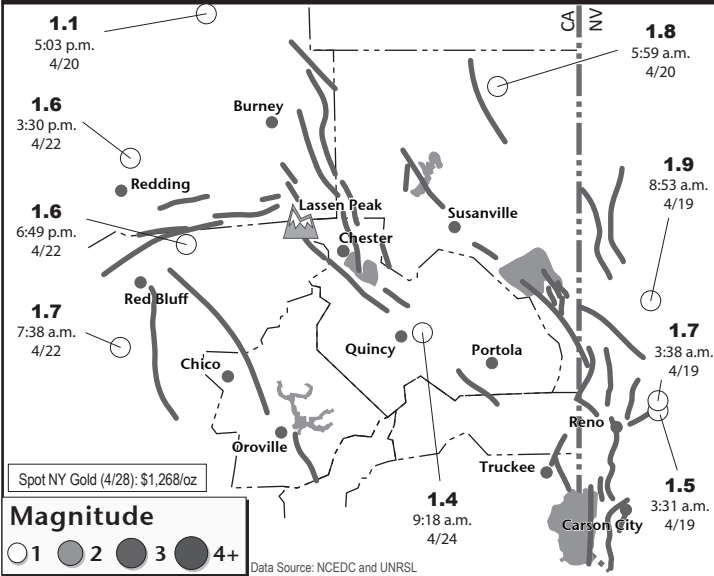 1.1
5:03 p.m.
4/20
CA
NV
1.8
5:59 a.m.
4/20
Burney
1.6
3:30 p.m.
4/22
Redding
1.9
8:53 a.m.
4/19
Lassen Peak
Susanville
1.6
6:49 p.m.
4/22
Chester
Red Bluff
1.7
7:38 a.m.
4/22
Quincy
Portola
1.7
3:38 a.m.
4/19
Chico
Reno
Oroville
Truckee
Spot NY Gold (4/28): $1,268/oz
1.4
9:18 a.m.
4/24
1.5
3:31 a.m.
4/19
Carson City
Magnitude
1 2 3 4+
Data Source: NCEDC and UNRSL